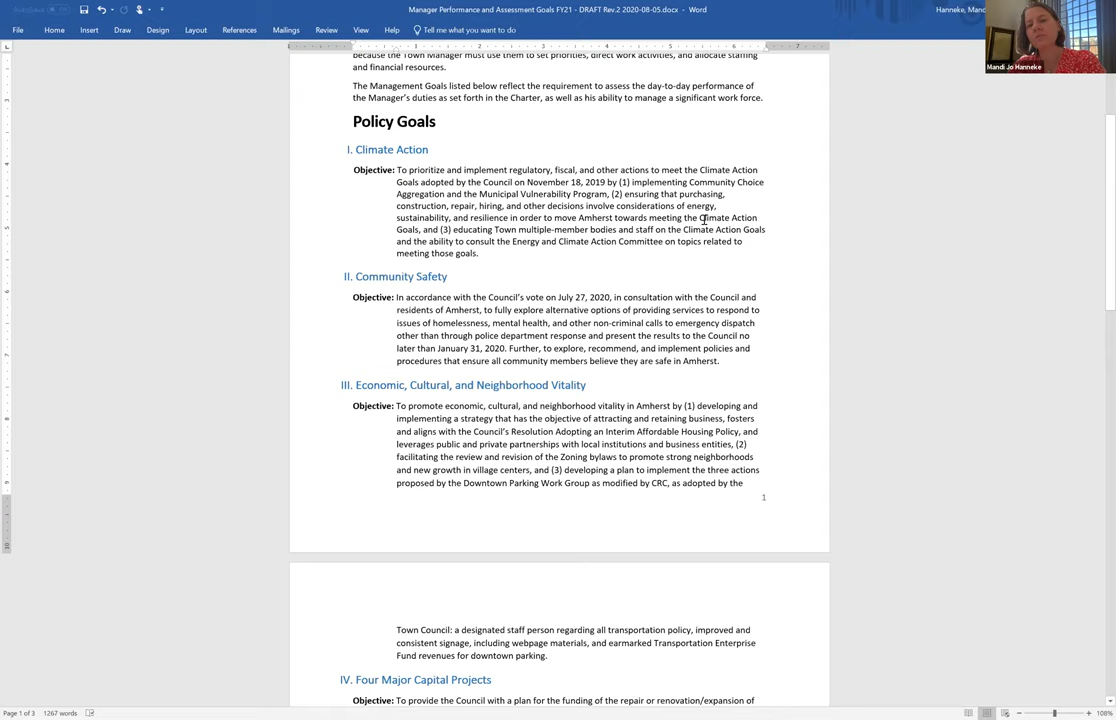 Manager Performance and Assessment Goals FY21 - DRAFT Rev.2 2020-08-05.docx - Word
Hanneke, Mand
File Home Insert Draw Design Layout References Mailings Review View Help Tell me what you want to do
Mandi Jo Hanneke
because the Town Manager must use them to set priorities, direct work activities, and allocate staffing
and financial resources.
The Management Goals listed below reflect the requirement to assess the day-to-day performance of
the Manager's duties as set forth in the Charter, as well as his ability to manage a significant work force.
Policy Goals
I. Climate Action
Objective: To prioritize and implement regulatory, fiscal, and other actions to meet the Climate Action
Goals adopted by the Council on November 18, 2019 by (1) implementing Community Choice
Aggregation and the Municipal Vulnerability Program, (2) ensuring that purchasing,
construction, repair, hiring, and other decisions involve considerations of energy,
sustainability, and resilience in order to move Amherst towards meeting the Climate Action
Goals, and (3) educating Town multiple-member bodies and staff on the Climate Action Goals
and the ability to consult the Energy and Climate Action Committee on topics related to
meeting those goals.
II. Community Safety
Objective: In accordance with the Council's vote on July 27, 2020, in consultation with the Council and
residents of Amherst, to fully explore alternative options of providing services to respond to
issues of homelessness, mental health, and other non-criminal calls to emergency dispatch
other than through police department response and present the results to the Council no
later than January 31, 2020. Further, to explore, recommend, and implement policies and
procedures that ensure all community members believe they are safe in Amherst.
III. Economic, Cultural, and Neighborhood Vitality
Objective: To promote economic, cultural, and neighborhood vitality in Amherst by (1) developing and
implementing a strategy that has the objective of attracting and retaining business, fosters
and aligns with the Council's Resolution Adopting an Interim Affordable Housing Policy, and
leverages public and private partnerships with local institutions and business entities, (2)
facilitating the review and revision of the Zoning bylaws to promote strong neighborhoods
and new growth in village centers, and (3) developing a plan to implement the three actions
proposed by the Downtown Parking Work Group as modified by CRC, as adopted by the
1
Town Council: a designated staff person regarding all transportation policy, improved and
consistent signage, including webpage materials, and earmarked Transportation Enterprise
Fund revenues for downtown parking.
IV. Four Major Capital Projects
Objective: To provide the Council with a plan for the funding of the repair or renovation/expansion of
Page 1 of 3 1267 words
108%